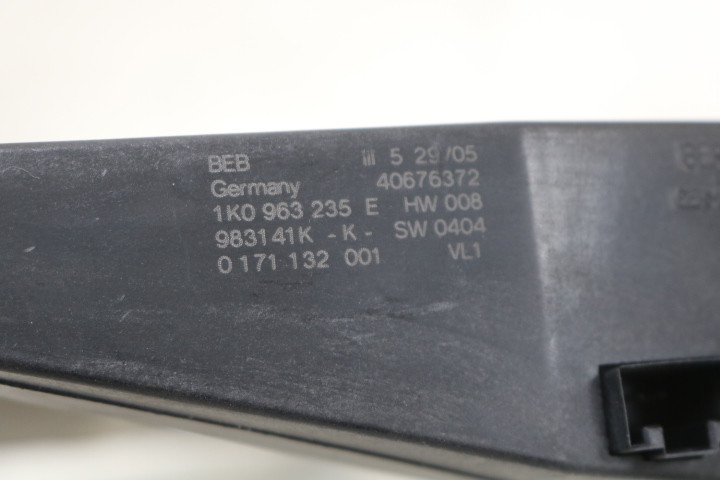 BEB iii 5 29/05
Germany 40676372
1K0 963 235 E HW 008
983141K - K - SW 0404
0 171 132 001 VL1